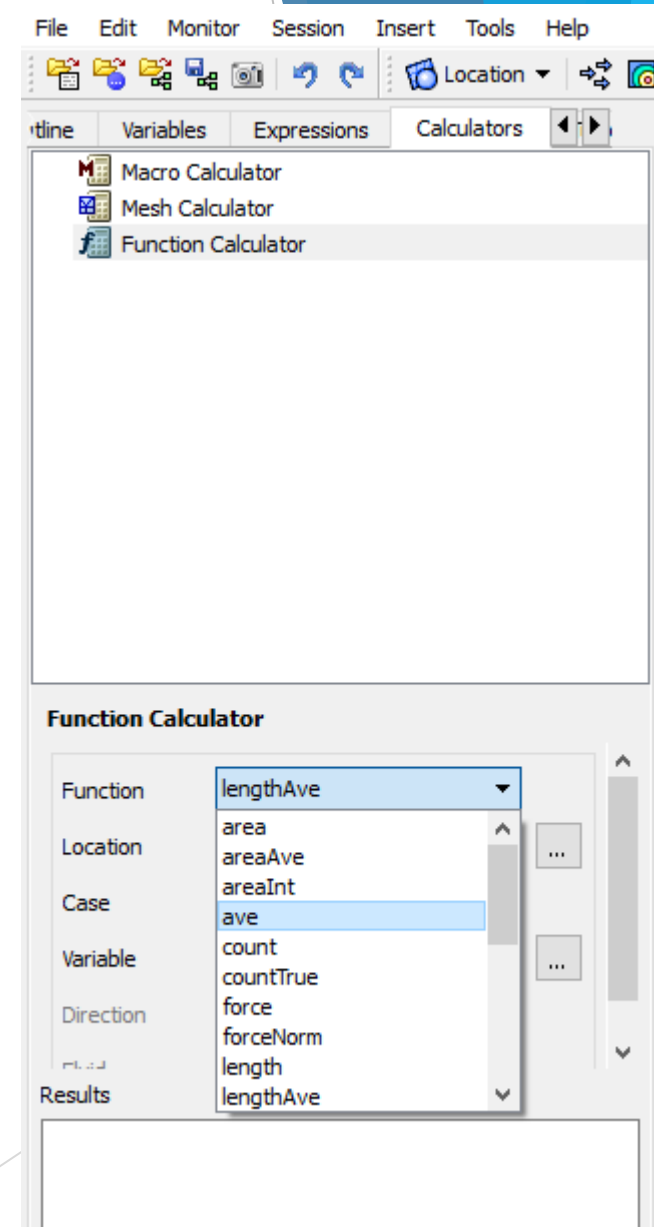 File Edit Monitor Session Insert Tools Help
Location
tline Variables Expressions Calculators
Macro Calculator
Mesh Calculator
Function Calculator
Function Calculator
Function lengthAve
area
Location
areaAve
areaInt
Case
ave
Variable
count
countTrue
Direction
force
forceNorm
length
Results
lengthAve